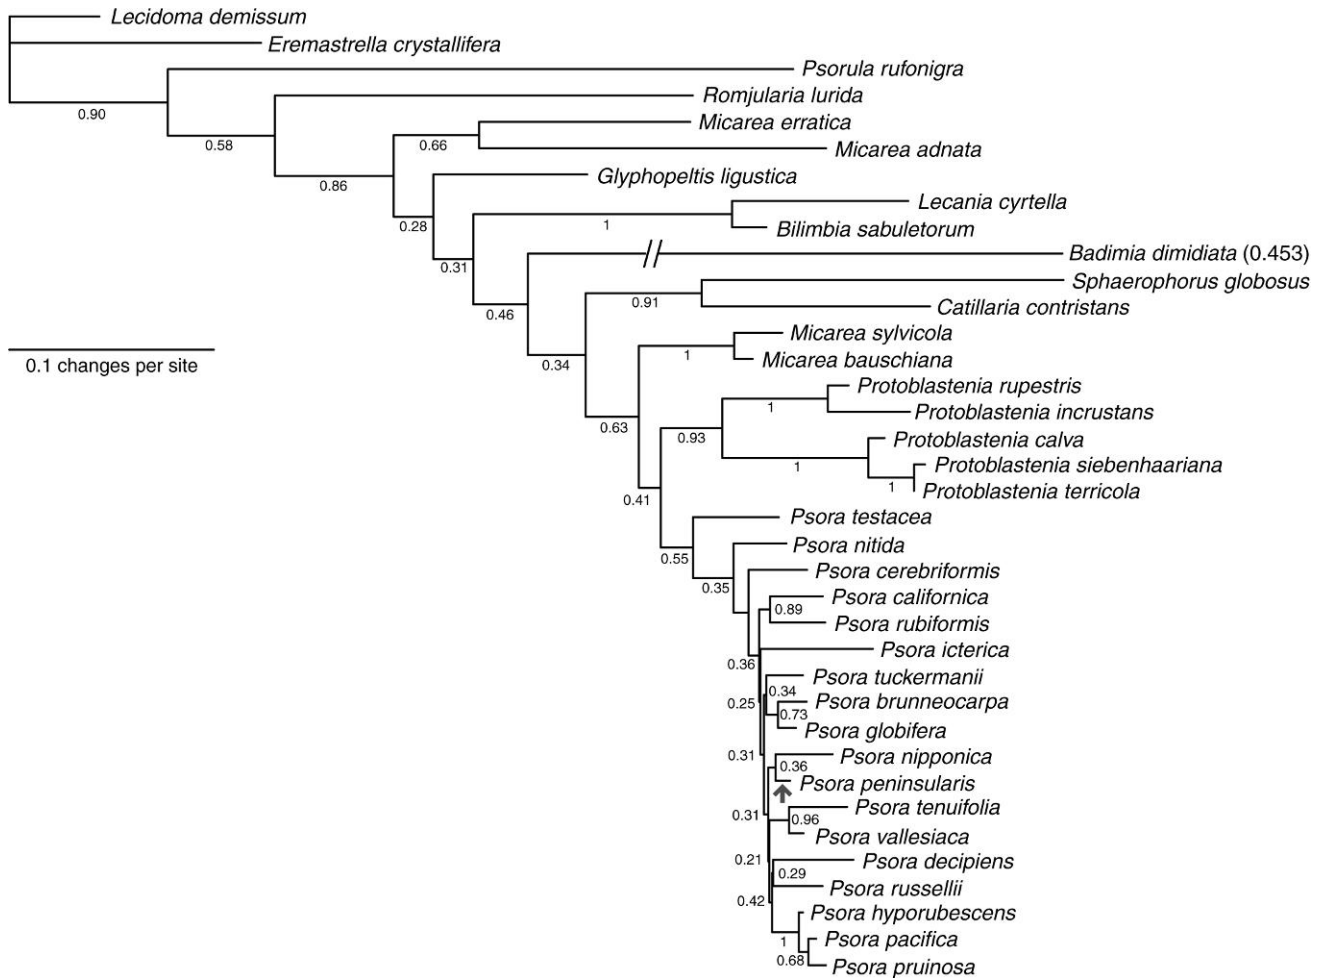 Lecidoma demissum
Eremastrella crystallifera
Psorula rufonigra
0.90
Romjularia lurida
0.58
Micarea erratica
0.66
Micarea adnata
0.86
Glyphopeltis ligustica
0.28
Lecania cyrtella
1
Bilimbia sabuletorum
0.31
Badimia dimidiata (0.453)
0.46
Sphaerophorus globosus
0.91
Catillaria contristans
0.34
Micarea sylvicola
1
Micarea bauschiana
0.1 changes per site
0.63
Protoblastenia rupestris
1
Protoblastenia incrustans
0.93
Protoblastenia calva
1
Protoblastenia siebenhaariana
1
Protoblastenia terricola
0.41
Psora testacea
0.55
Psora nitida
0.35
Psora cerebriformis
Psora californica
0.89
Psora rubiformis
Psora icterica
0.36
Psora tuckermanii
0.34
0.25
Psora brunneocarpa
0.73
Psora globifera
0.31
Psora nipponica
0.36
Psora peninsularis
Psora tenuifolia
0.31
0.96
Psora vallesiaca
0.21
Psora decipiens
0.29
Psora russellii
0.42
Psora hyporubescens
1
Psora pacifica
0.68
Psora pruinosa